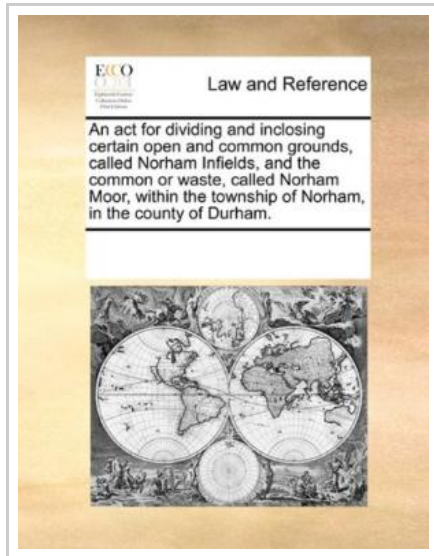 ECCO
Law and Reference
An act for dividing and inclosing
certain open and common grounds,
called Norham Infields, and the
common or waste, called Norham
Moor, within the township of Norham,
in the county of Durham.